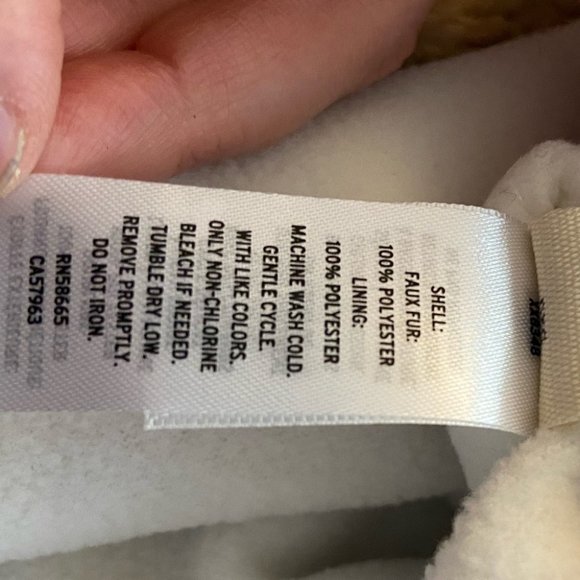 SHELL:
FAUX FUR:
100% POLYESTER
LINING:
100% POLYESTER
MACHINE WASH COLD.
GENTLE CYCLE.
WITH LIKE COLORS.
ONLY NON-CHLORINE
BLEACH IF NEEDED.
TUMBLE DRY LOW.
REMOVE PROMPTLY.
DO NOT IRON.
RN58665
CA57963